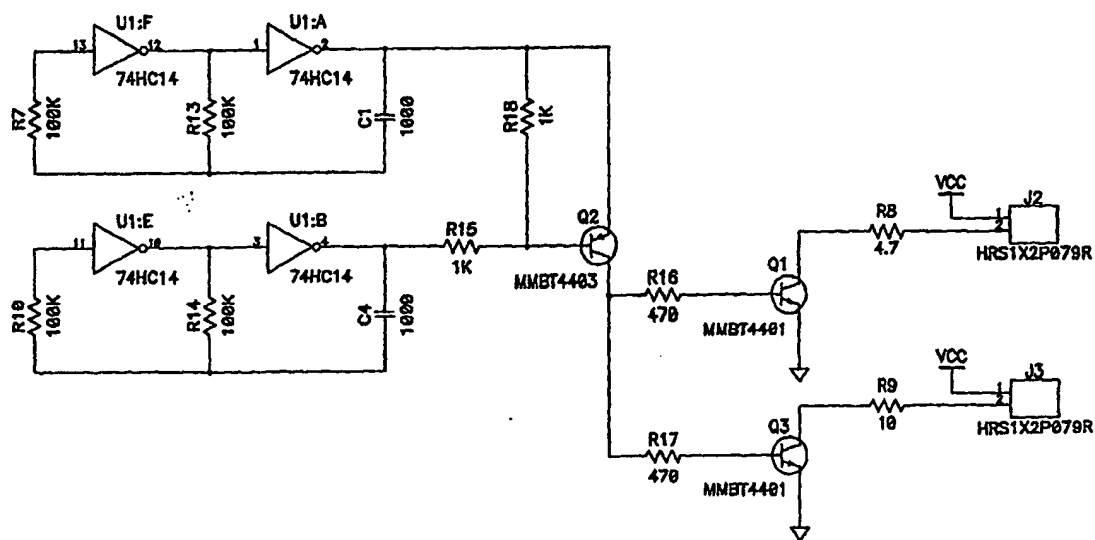 U1:F
13
12
74HC14
U1:A
1
2
74HC14
R7
100K
R13
100K
C1
1000
R18
1K
U1:E
11
10
74HC14
U1:B
3
4
74HC14
R10
100K
R14
100K
C4
1000
R15
1K
Q2
MMBT4403
R16
470
Q1
MMBT4401
R8
4.7
VCC
1
2
J2
HRS1X2P079R
R17
470
Q3
MMBT4401
R9
10
VCC
1
2
J3
HRS1X2P079R